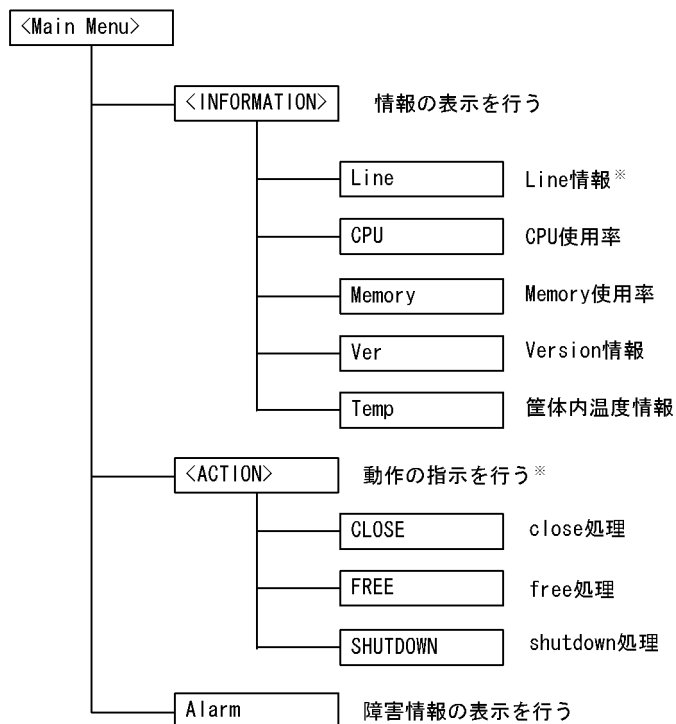 <Main Menu>
<INFORMATION> 情報の表示を行う
Line Line情報※
CPU CPU使用率
Memory Memory使用率
Ver Version情報
Temp 筐体内温度情報
<ACTION> 動作の指示を行う※
CLOSE close処理
FREE free処理
SHUTDOWN shutdown処理
Alarm 障害情報の表示を行う